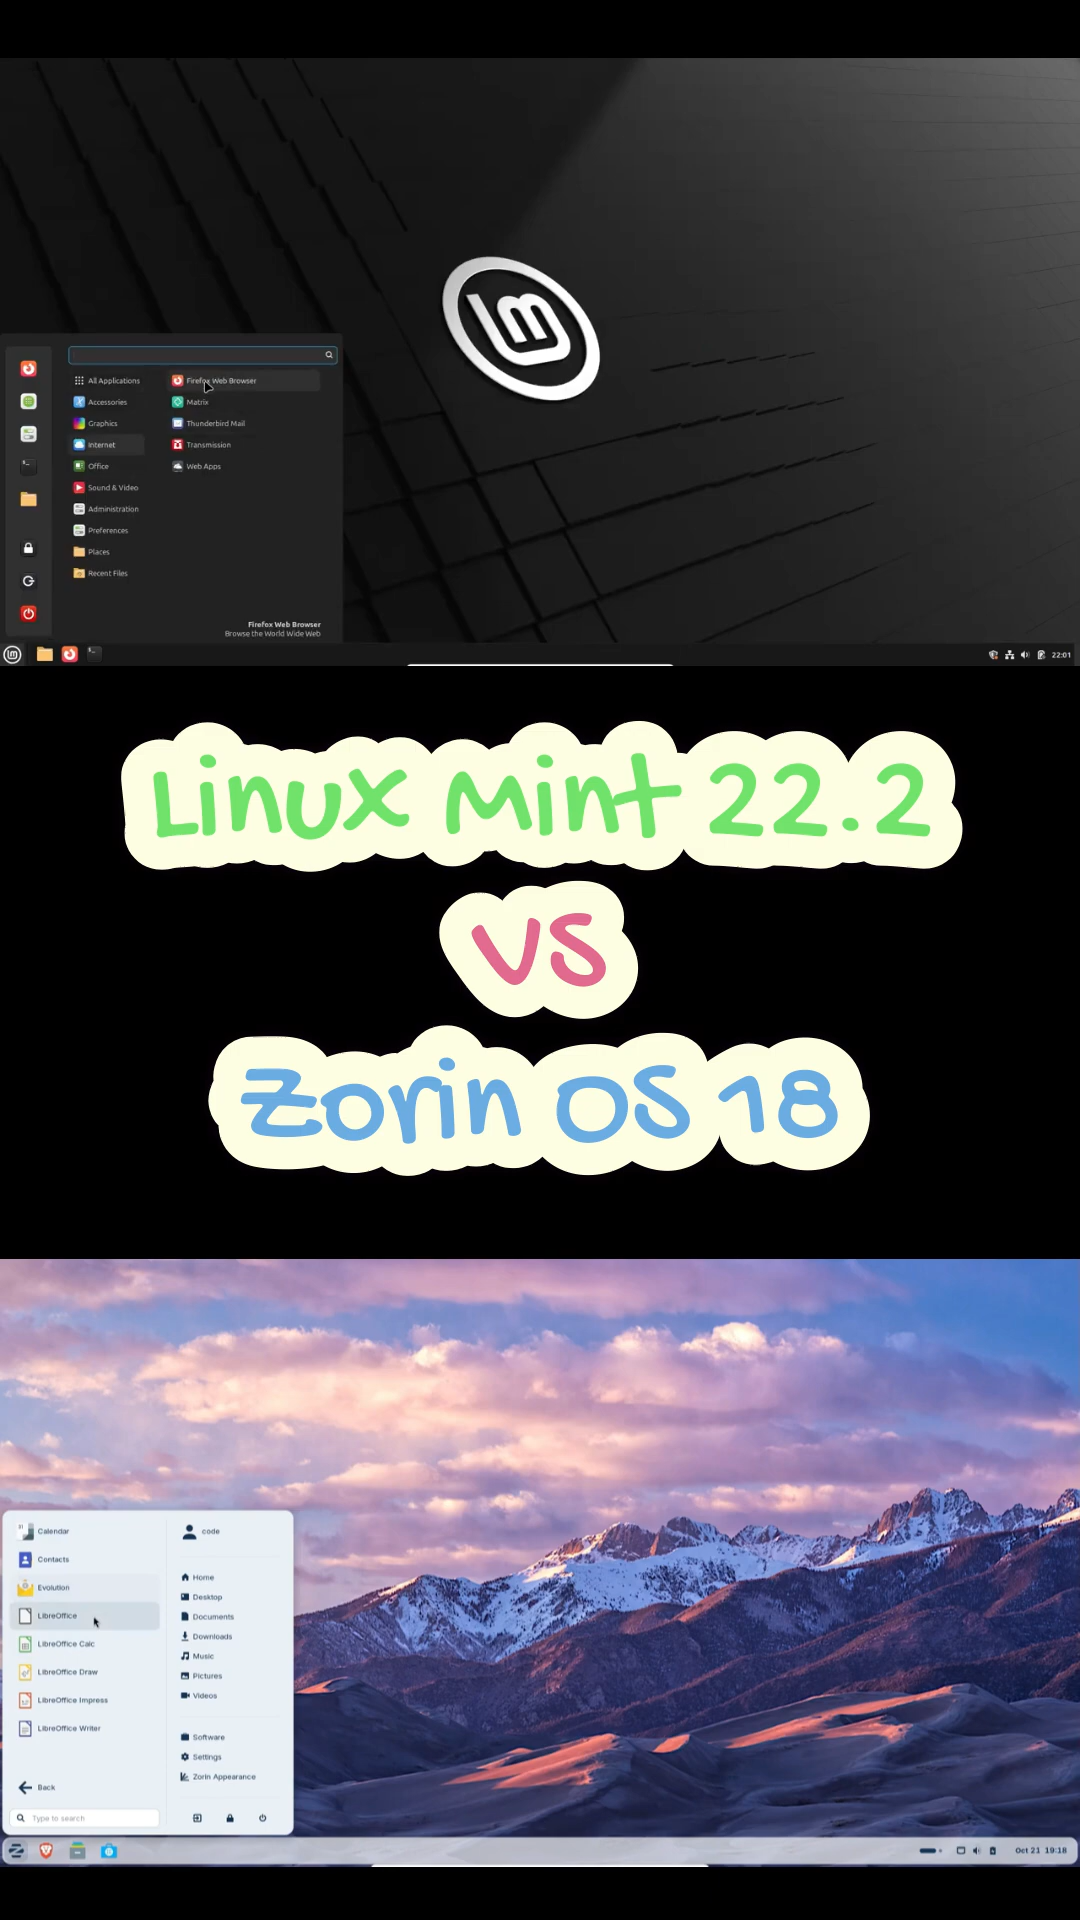 All Applications
Accessories
Graphics
Internet
Office
Sound & Video
Administration
Preferences
Places
Recent Files
Firefox Web Browser
Matrix
Thunderbird Mail
Transmission
Web Apps
Firefox Web Browser
Browse the World Wide Web
22:01
Linux Mint 22.2
VS
Zorin OS 18
Calendar
Contacts
Evolution
LibreOffice
LibreOffice Calc
LibreOffice Draw
LibreOffice Impress
LibreOffice Writer
Back
Type to search
code
Home
Desktop
Documents
Downloads
Music
Pictures
Videos
Software
Settings
Zorin Appearance
Oct 21 19:18